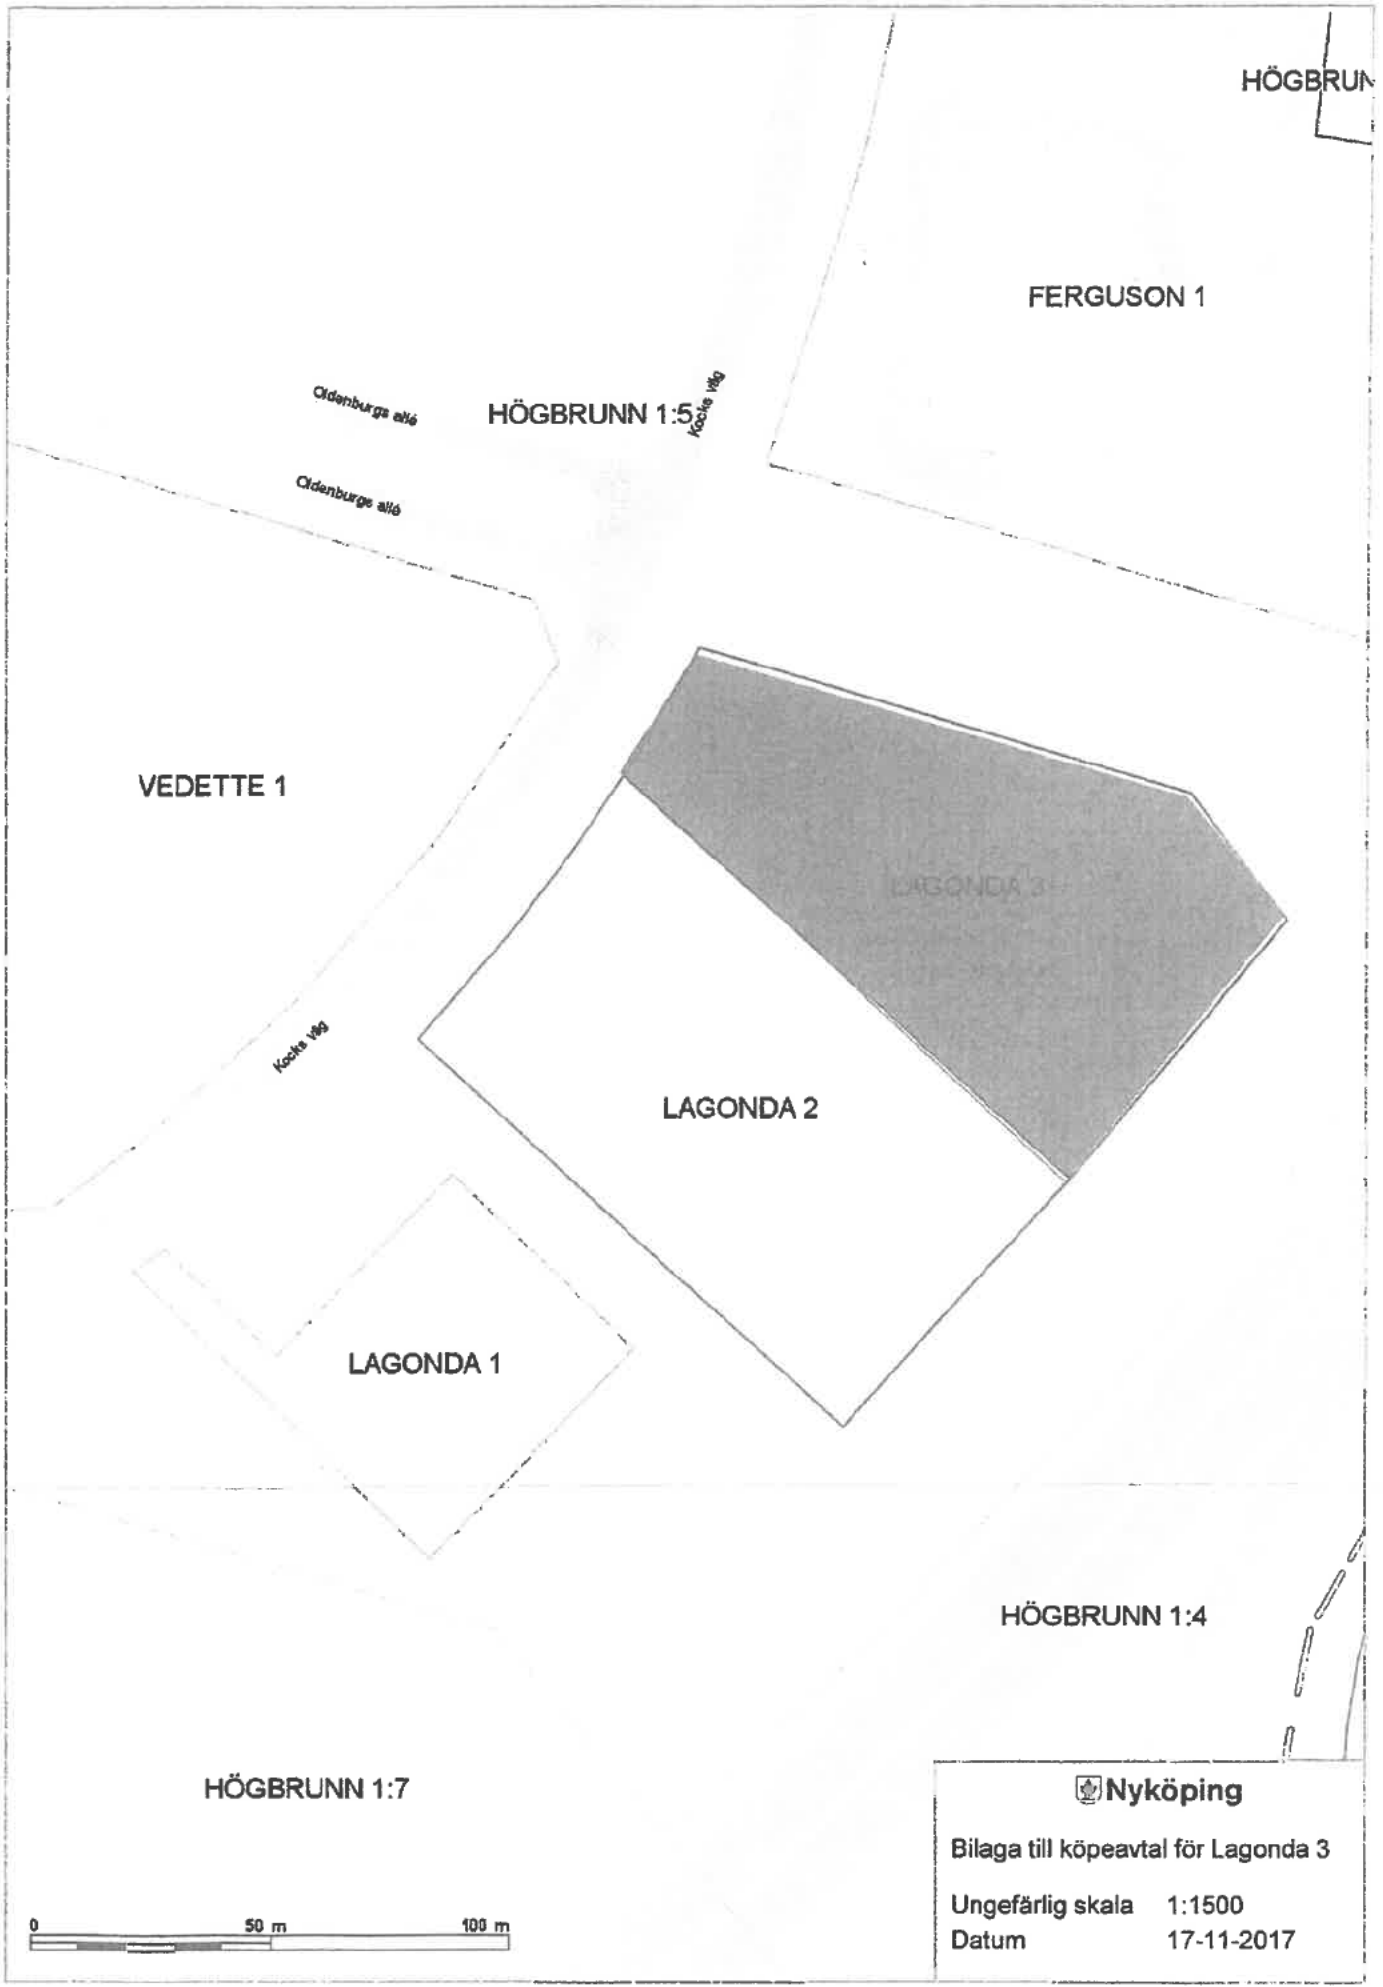 HÖGBRUN
FERGUSON 1
Oldenburgs allé
HÖGBRUNN 1:5
Kocks väg
Oldenburgs allé
VEDETTE 1
LAGONDA 3
Kocks väg
LAGONDA 2
LAGONDA 1
HÖGBRUNN 1:4
HÖGBRUNN 1:7
Nyköping
Bilaga till köpeavtal för Lagonda 3
Ungefärlig skala 1:1500
Datum 17-11-2017
0 50 m 100 m